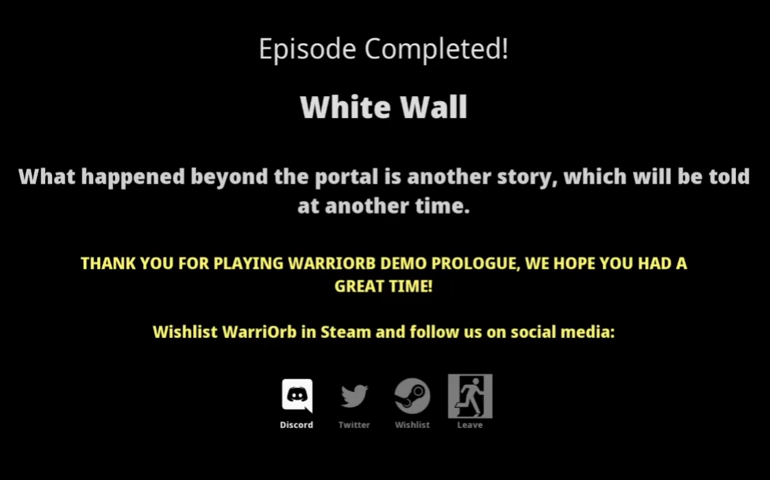 Episode Completed!
White Wall
What happened beyond the portal is another story, which will be told
at another time.
THANK YOU FOR PLAYING WARRIORB DEMO PROLOGUE, WE HOPE YOU HAD A
GREAT TIME!
Wishlist WarriOrb in Steam and follow us on social media:
Discord Twitter Wishlist Leave